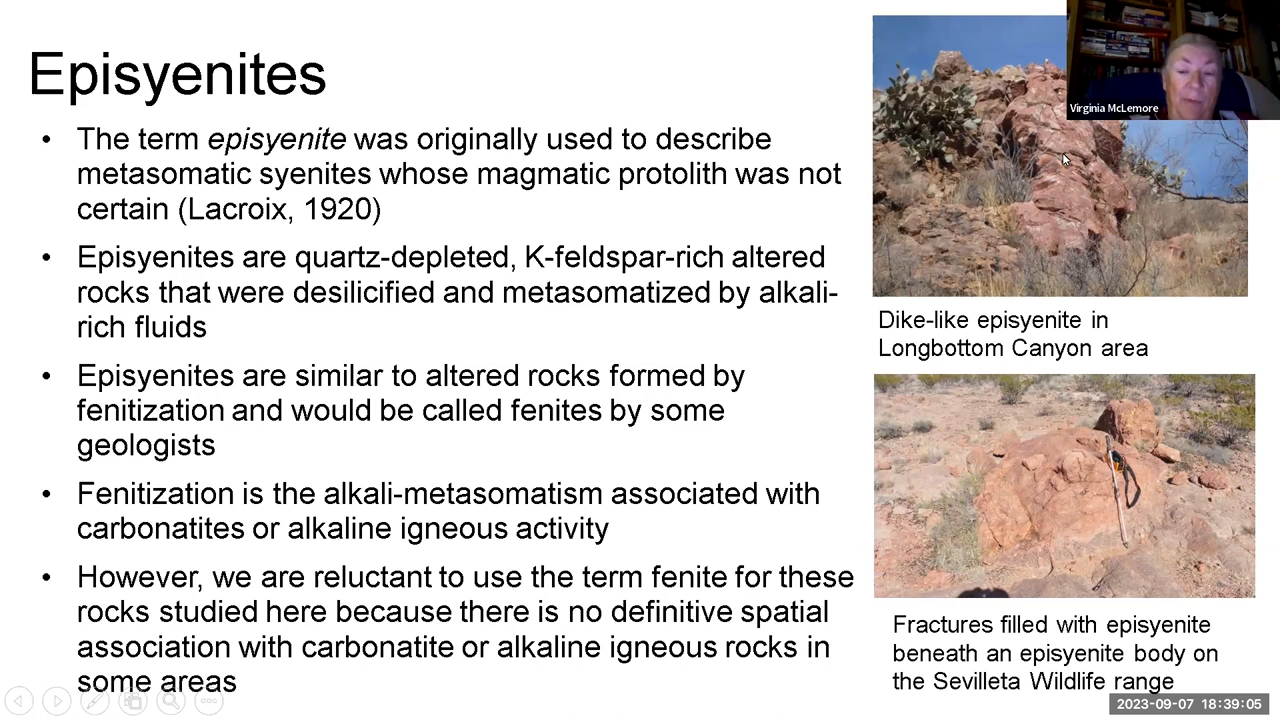 Episyenites
• The term episyenite was originally used to describe
metasomatic syenites whose magmatic protolith was not
certain (Lacroix, 1920)
• Episyenites are quartz-depleted, K-feldspar-rich altered
rocks that were desilicified and metasomatized by alkali-
rich fluids
• Episyenites are similar to altered rocks formed by
fenitization and would be called fenites by some
geologists
• Fenitization is the alkali-metasomatism associated with
carbonatites or alkaline igneous activity
• However, we are reluctant to use the term fenite for these
rocks studied here because there is no definitive spatial
association with carbonatite or alkaline igneous rocks in
some areas
Virginia McLemore
Dike-like episyenite in
Longbottom Canyon area
Fractures filled with episyenite
beneath an episyenite body on
the Sevilleta Wildlife range
2023-09-07 18:39:05